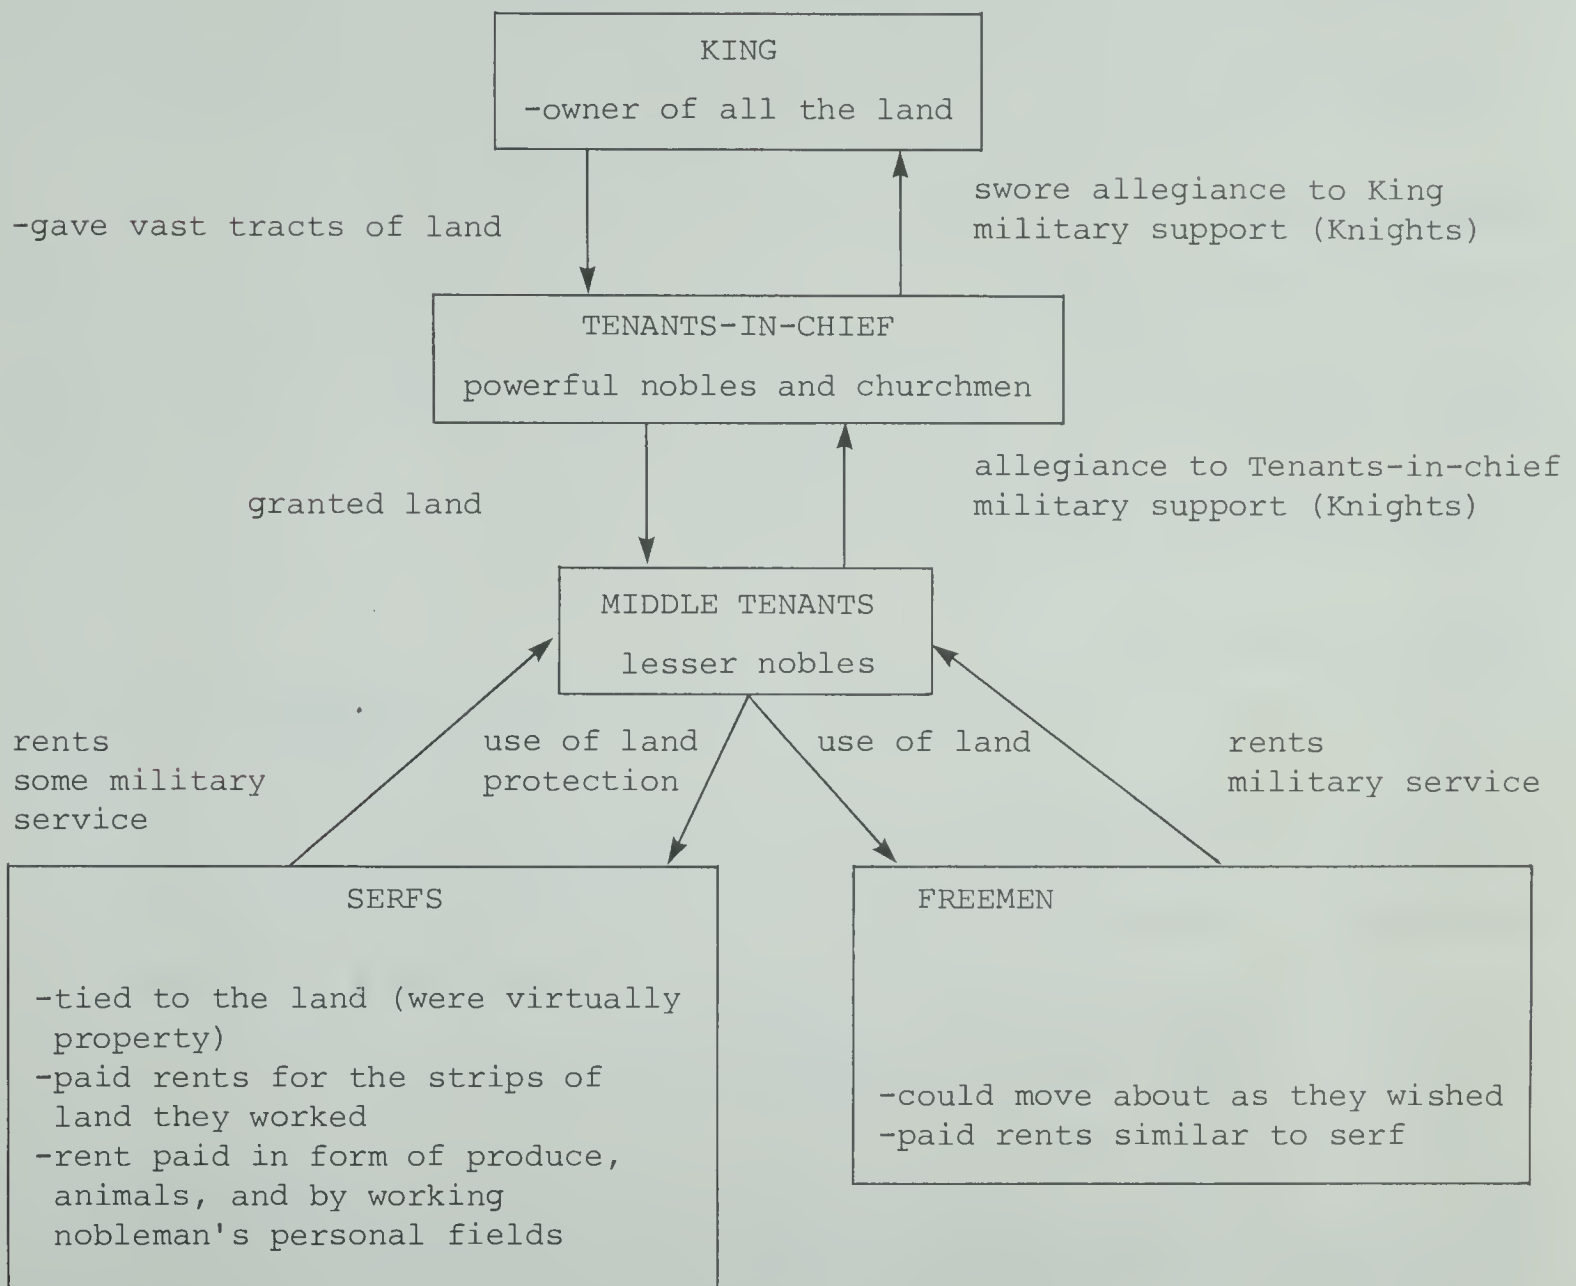 KING
-owner of all the land
-gave vast tracts of land
swore allegiance to King
military support (Knights)
TENANTS-IN-CHIEF
powerful nobles and churchmen
granted land
allegiance to Tenants-in-chief
military support (Knights)
MIDDLE TENANTS
lesser nobles
rents
some military
service
use of land
protection
use of land
rents
military service
SERFS
-tied to the land (were virtually
property)
-paid rents for the strips of
land they worked
-rent paid in form of produce,
animals, and by working
nobleman's personal fields
FREEMEN
-could move about as they wished
-paid rents similar to serf